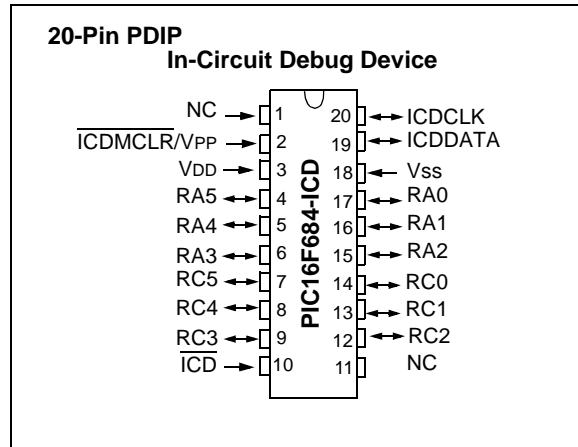 20-Pin PDIP
In-Circuit Debug Device
NC 1 20 ICDCLK
ICDMCLR/VPP 2 19 ICDDATA
VDD 3 18 Vss
RA5 4 17 RA0
RA4 5 16 RA1
RA3 6 15 RA2
RC5 7 14 RC0
RC4 8 13 RC1
RC3 9 12 RC2
ICD 10 11 NC
PIC16F684-ICD